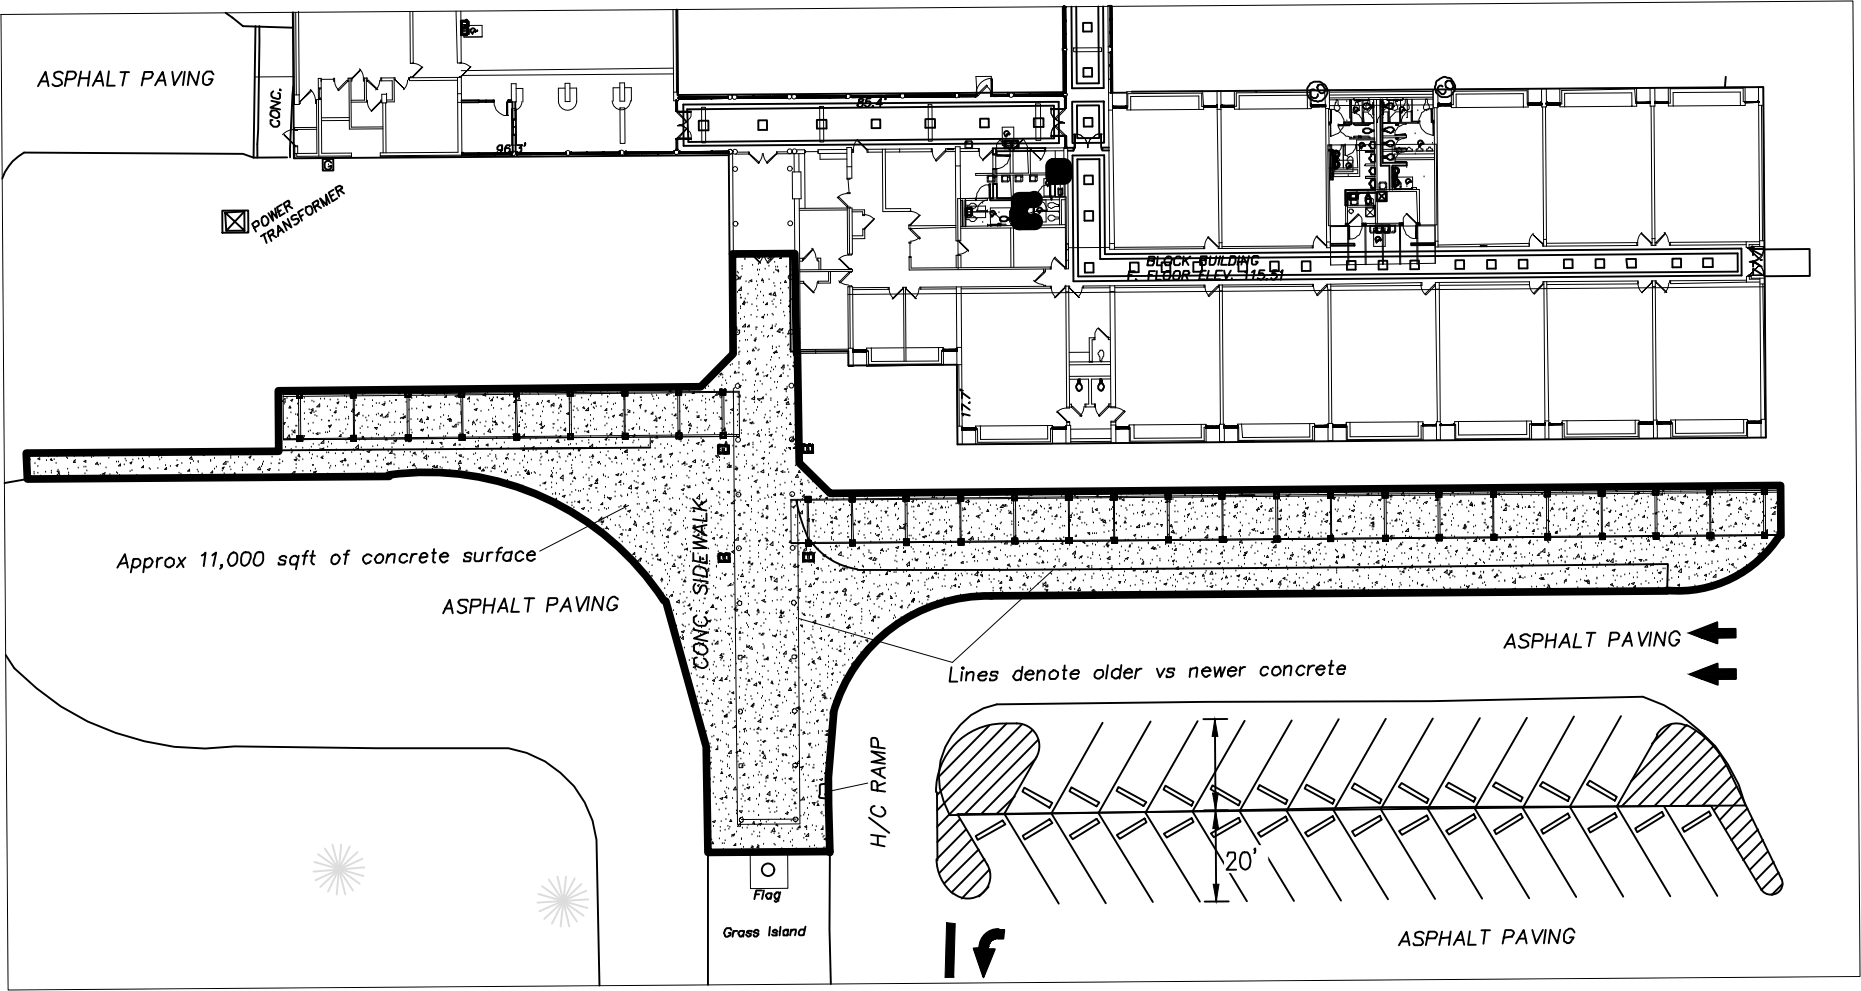 ASPHALT PAVING
CONC.
85.4'
96.3'
G
POWER
TRANSFORMER
BLOCK BUILDING
F. FLOOR ELEV. 115.51
17.7'
CONC. SIDEWALK
Approx 11,000 sqft of concrete surface
ASPHALT PAVING
ASPHALT PAVING
Lines denote older vs newer concrete
H/C RAMP
20'
Flag
Grass Island
ASPHALT PAVING